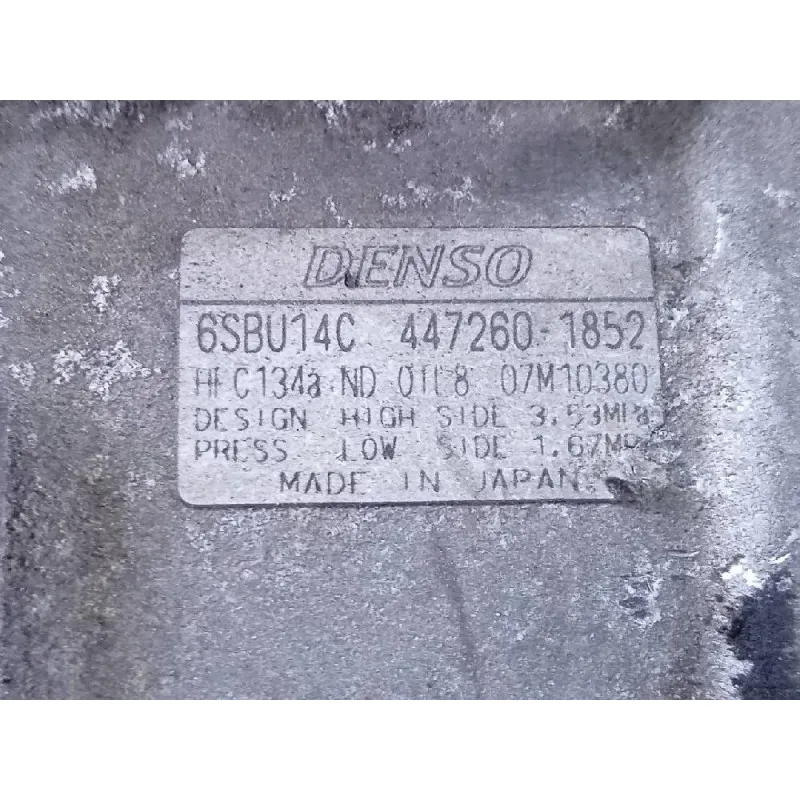 DENSO
6SBU14C 447260-1852
HFC134a ND OIL8 07M10380
DESIGN HIGH SIDE 3.53MPa
PRESS LOW SIDE 1.67MPa
MADE IN JAPAN